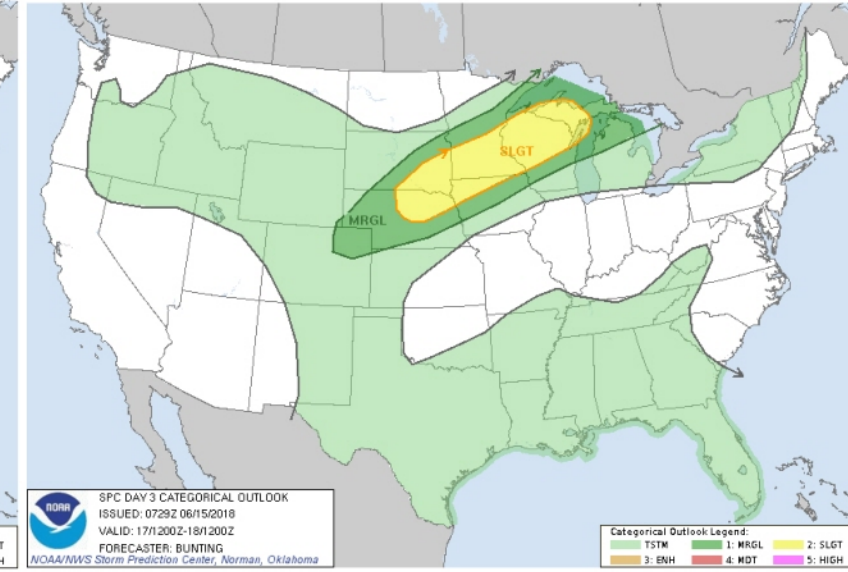 SLGT
MRGL
NOAA
SPC DAY 3 CATEGORICAL OUTLOOK
ISSUED: 0729Z 06/15/2018
VALID: 17/1200Z-18/1200Z
FORECASTER: BUNTING
NOAA/NWS Storm Prediction Center, Norman, Oklahoma
Categorical Outlook Legend:
TSTM 1: MRGL 2: SLGT
3: ENH 4: MDT 5: HIGH
T
H